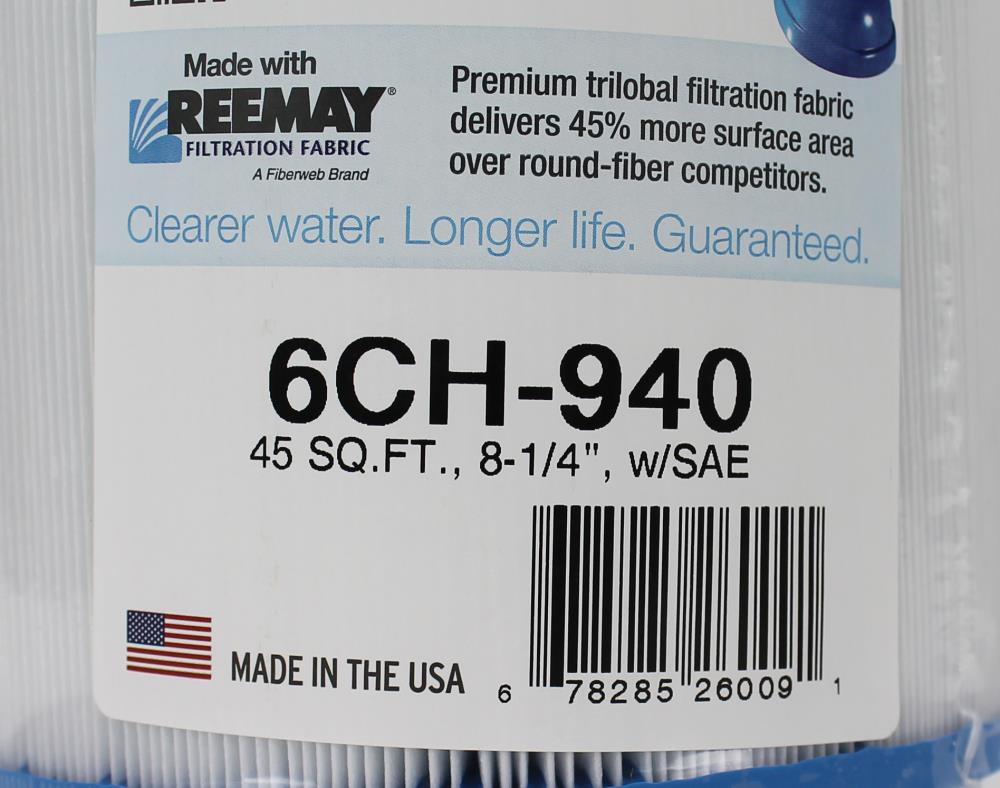 Made with
REEMAY®
FILTRATION FABRIC
A Fiberweb Brand
Premium trilobal filtration fabric
delivers 45% more surface area
over round-fiber competitors.
Clearer water. Longer life. Guaranteed.
6CH-940
45 SQ.FT., 8-1/4", w/SAE
MADE IN THE USA
6 78285 26009 1